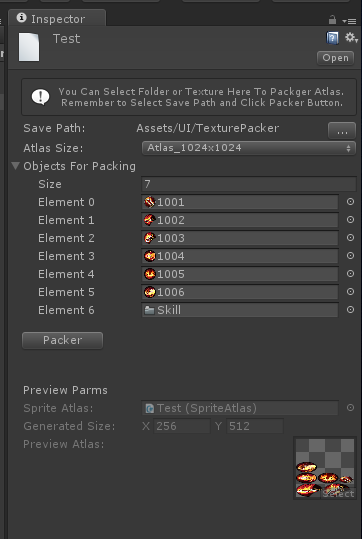 Inspector
Test
Open
You Can Select Folder or Texture Here To Packger Atlas.
Remember to Select Save Path and Click Packer Button.
Save Path: Assets/UI/TexturePacker ...
Atlas Size: Atlas_1024x1024
Objects For Packing
Size 7
Element 0 1001
Element 1 1002
Element 2 1003
Element 3 1004
Element 4 1005
Element 5 1006
Element 6 Skill
Packer
Preview Parms
Sprite Atlas: Test (SpriteAtlas)
Generated Size: X 256 Y 512
Preview Atlas:
Select